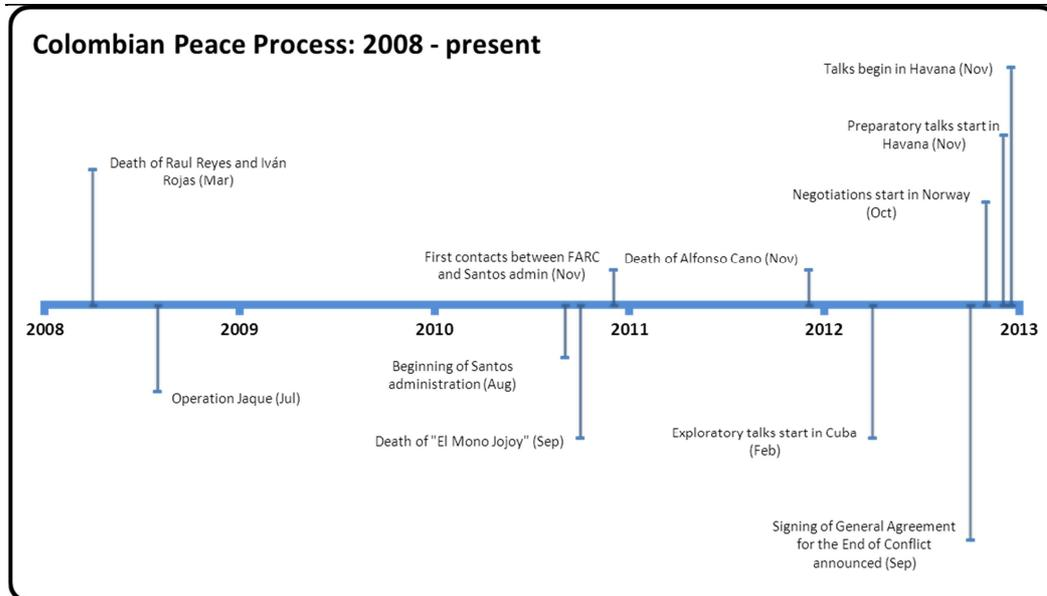 Colombian Peace Process: 2008 - present
Talks begin in Havana (Nov)
Preparatory talks start in
Havana (Nov)
Death of Raul Reyes and Iván
Rojas (Mar)
Negotiations start in Norway
(Oct)
First contacts between FARC
and Santos admin (Nov)
Death of Alfonso Cano (Nov)
2008
2009
2010
2011
2012
2013
Beginning of Santos
administration (Aug)
Operation Jaque (Jul)
Death of "El Mono Jojoy" (Sep)
Exploratory talks start in Cuba
(Feb)
Signing of General Agreement
for the End of Conflict
announced (Sep)